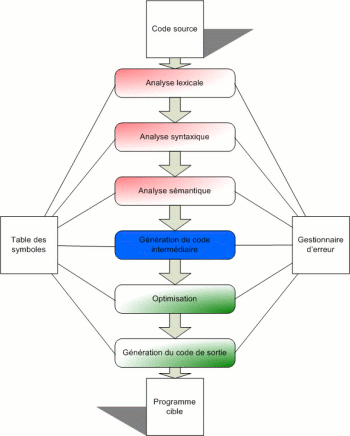 Code source
Analyse lexicale
Analyse syntaxique
Analyse sémantique
Table des
symboles
Génération de code
intermédiaire
Gestionnaire
d'erreur
Optimisation
Génération du code de sortie
Programme
cible